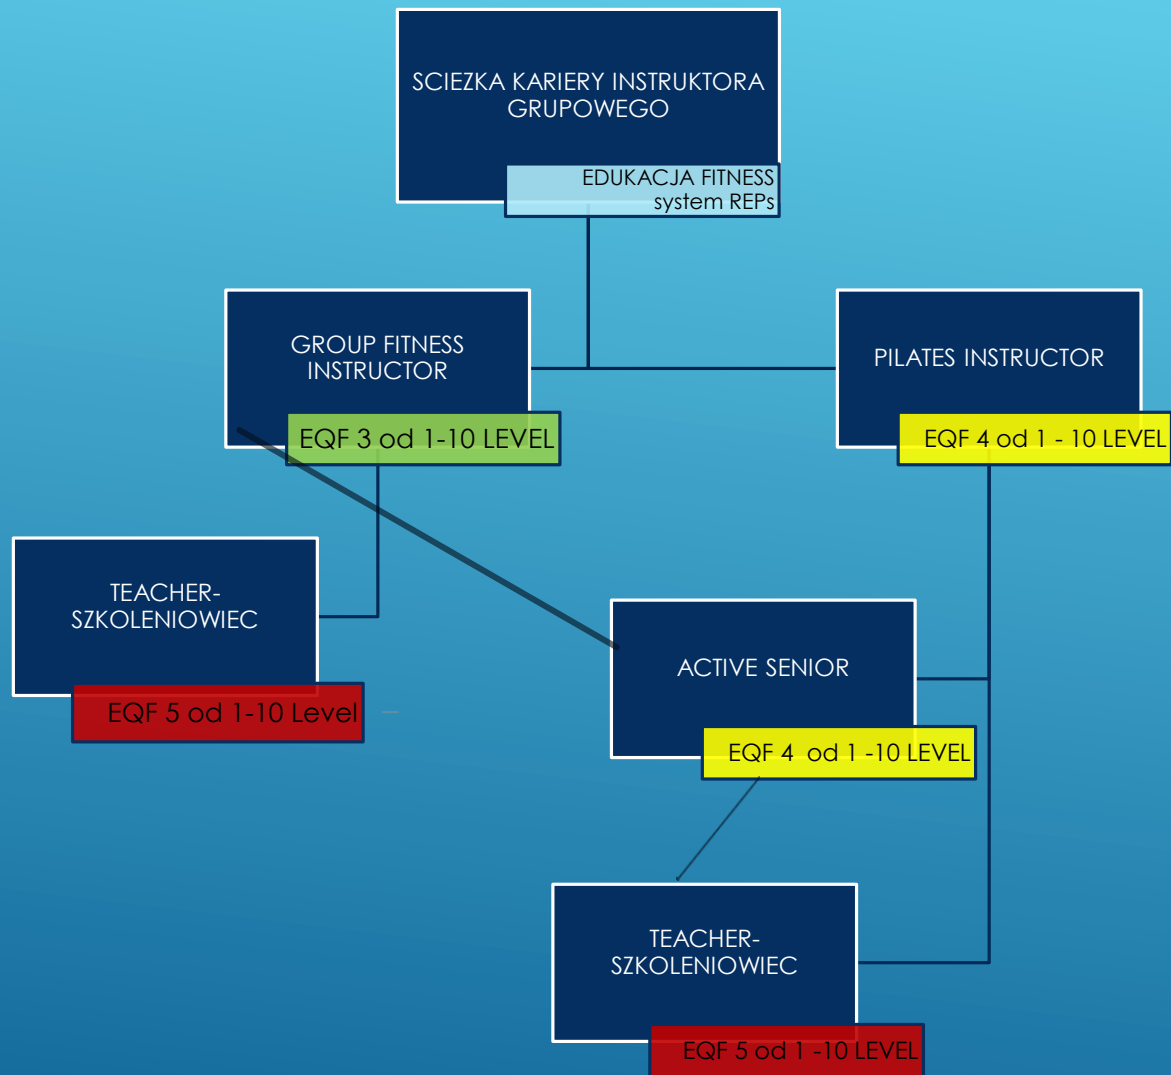 SCIEZKA KARIERY INSTRUKTORA
GRUPOWEGO
EDUKACJA FITNESS
system REPs
GROUP FITNESS
INSTRUCTOR
EQF 3 od 1-10 LEVEL
PILATES INSTRUCTOR
EQF 4 od 1 - 10 LEVEL
TEACHER-
SZKOLENIOWIEC
EQF 5 od 1-10 Level
ACTIVE SENIOR
EQF 4 od 1 -10 LEVEL
TEACHER-
SZKOLENIOWIEC
EQF 5 od 1 -10 LEVEL